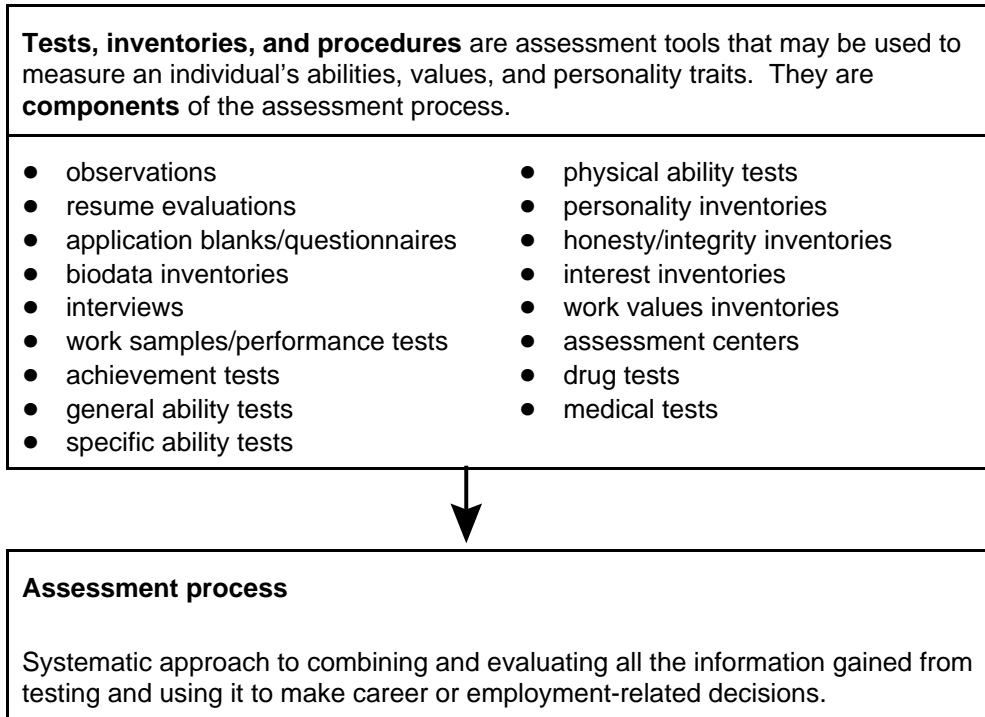 Tests, inventories, and procedures are assessment tools that may be used to
measure an individual's abilities, values, and personality traits.  They are
components of the assessment process.
● observations
● resume evaluations
● application blanks/questionnaires
● biodata inventories
● interviews
● work samples/performance tests
● achievement tests
● general ability tests
● specific ability tests
● physical ability tests
● personality inventories
● honesty/integrity inventories
● interest inventories
● work values inventories
● assessment centers
● drug tests
● medical tests
Assessment process
Systematic approach to combining and evaluating all the information gained from
testing and using it to make career or employment-related decisions.